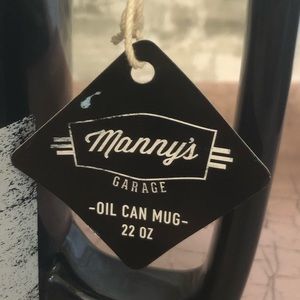 Manny's
GARAGE
-OIL CAN MUG-
22 OZ